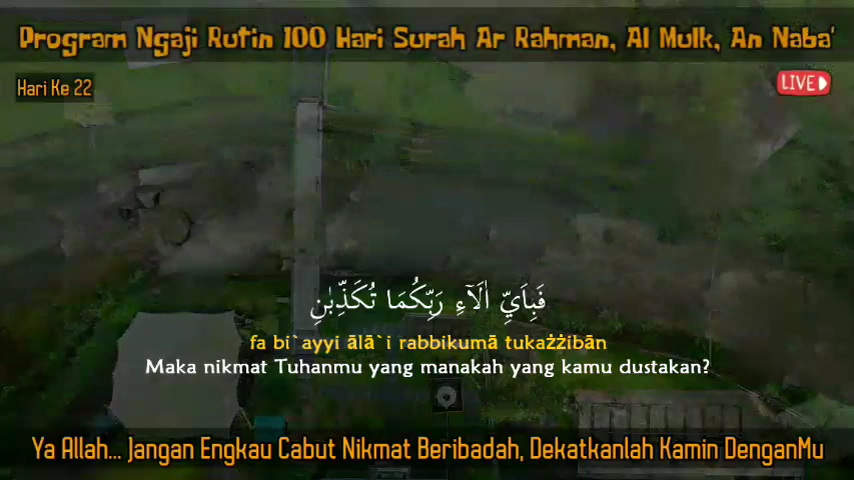 Program Ngaji Rutin 100 Hari Surah Ar Rahman, Al Mulk, An Naba'
Hari Ke 22
LIVE
فَبِاَيِّ اٰلَاۤءِ رَبِّكُمَا تُكَذِّبٰنِ
fa bi`ayyi ālā`i rabbikumā tukażżibān
Maka nikmat Tuhanmu yang manakah yang kamu dustakan?
Ya Allah... Jangan Engkau Cabut Nikmat Beribadah, Dekatkanlah Kamin DenganMu